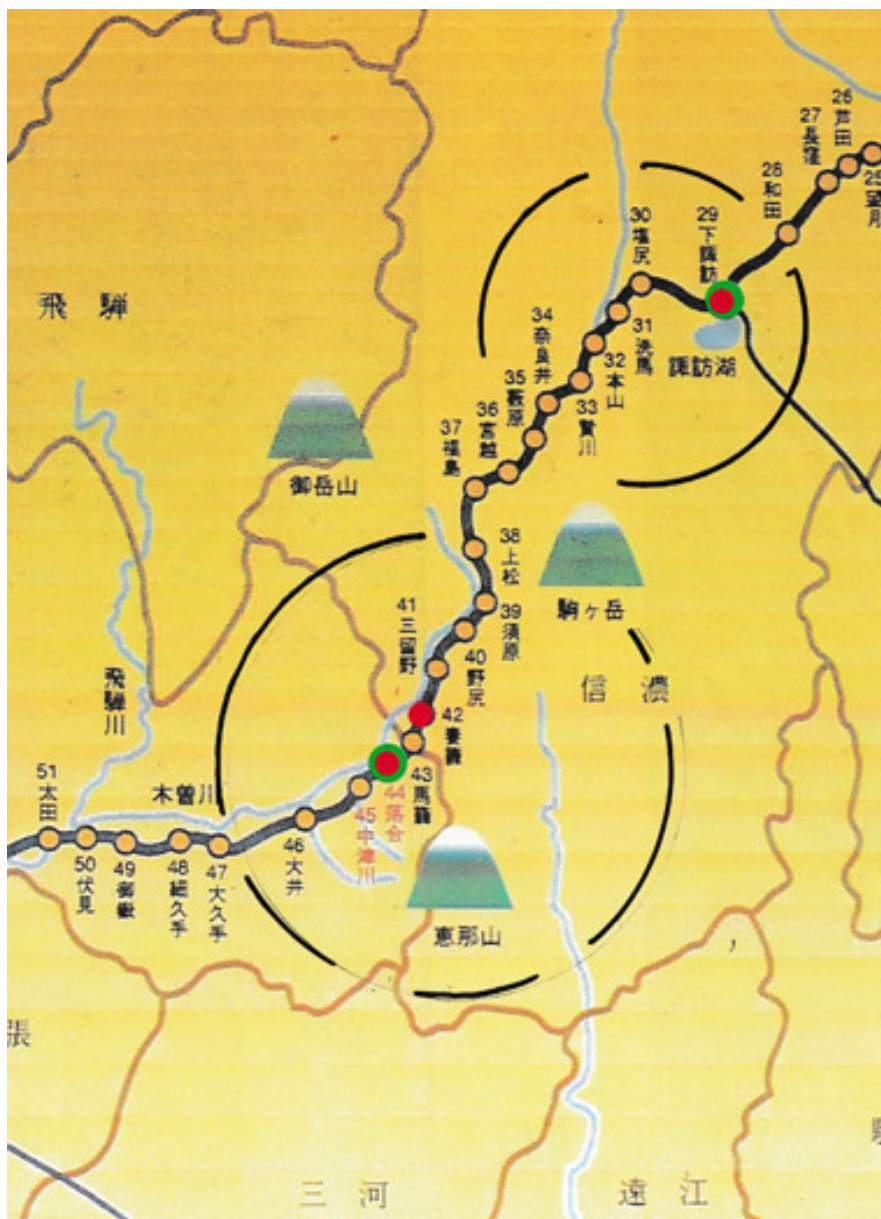 25 望月
26 芦田
27 長窪
28 和田
29 下諏訪
30 塩尻
31 洗馬
32 本山
33 贄川
34 奈良井
35 藪原
36 宮越
37 福島
38 上松
39 須原
40 野尻
41 三留野
42 妻籠
43 馬籠
44 落合
45 中津川
46 大井
47 大久手
48 細久手
49 御嶽
50 伏見
51 太田
諏訪湖
飛騨
御岳山
駒ヶ岳
信濃
飛騨川
木曽川
恵那山
張
三河
遠江